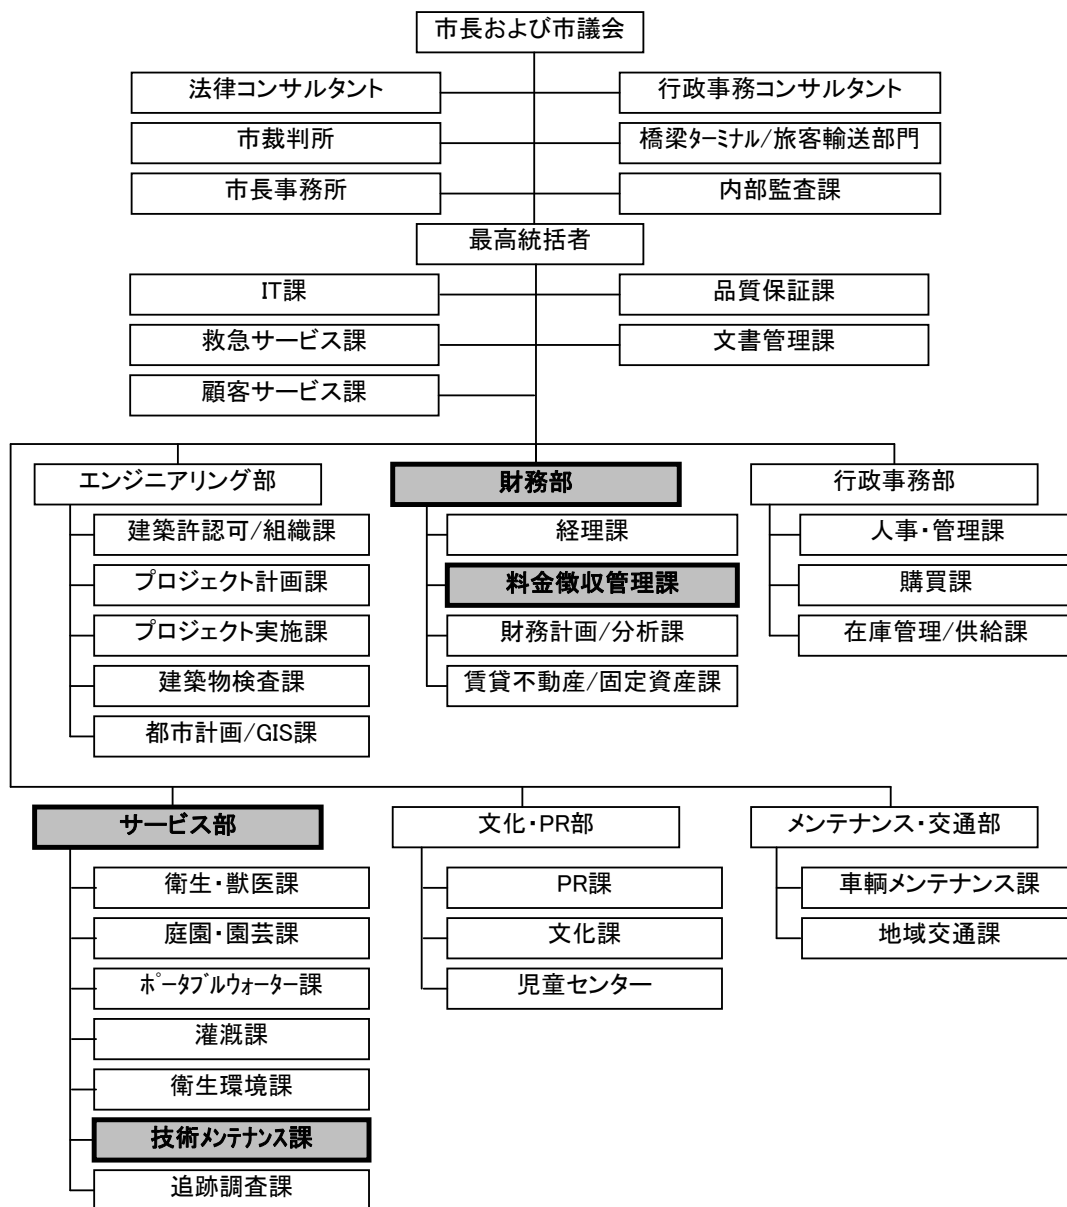 市長および市議会
法律コンサルタント
行政事務コンサルタント
市裁判所
橋梁ﾀｰﾐﾅﾙ/旅客輸送部門
市長事務所
内部監査課
最高統括者
IT課
品質保証課
救急サービス課
文書管理課
顧客サービス課
エンジニアリング部
建築許認可/組織課
プロジェクト計画課
プロジェクト実施課
建築物検査課
都市計画/GIS課
財務部
経理課
料金徴収管理課
財務計画/分析課
賃貸不動産/固定資産課
行政事務部
人事・管理課
購買課
在庫管理/供給課
サービス部
衛生・獣医課
庭園・園芸課
ﾎﾟｰﾀﾌﾞﾙｳｫｰﾀｰ課
灌漑課
衛生環境課
技術ﾒﾝﾃﾅﾝｽ課
追跡調査課
文化・PR部
PR課
文化課
児童センター
メンテナンス・交通部
車輌メンテナンス課
地域交通課